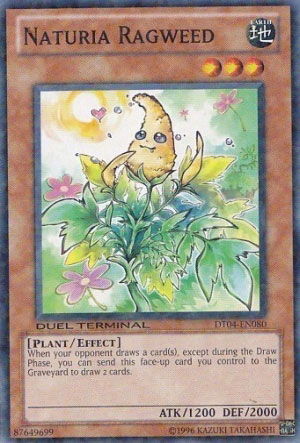 NATURIA RAGWEED
EARTH
地
DUEL TERMINAL
DT04-EN080
[PLANT / EFFECT]
When your opponent draws a card(s), except during the Draw
Phase, you can send this face-up card you control to the
Graveyard to draw 2 cards.
ATK/1200 DEF/2000
87649699
©1996 KAZUKI TAKAHASHI